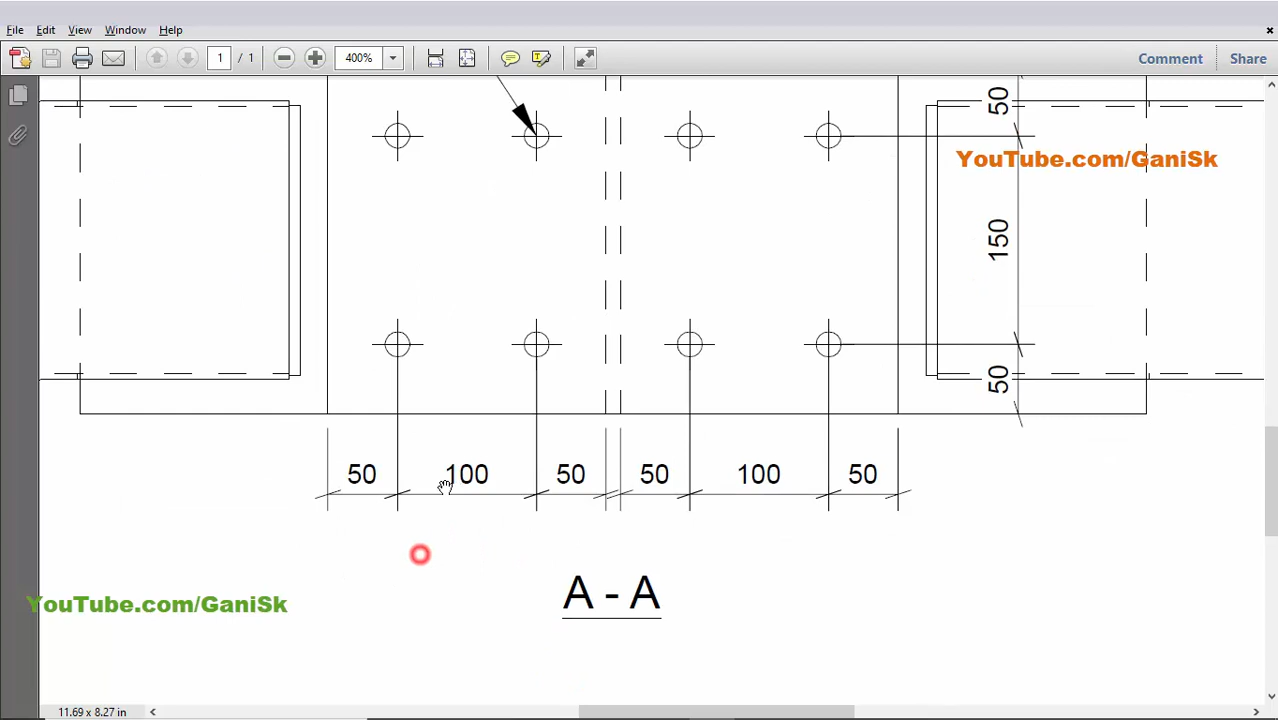 File Edit View Window Help
1 / 1 400% Comment Share
50
YouTube.com/GaniSk
150
50
50 100 50 50 100 50
A - A
YouTube.com/GaniSk
11.69 x 8.27 in